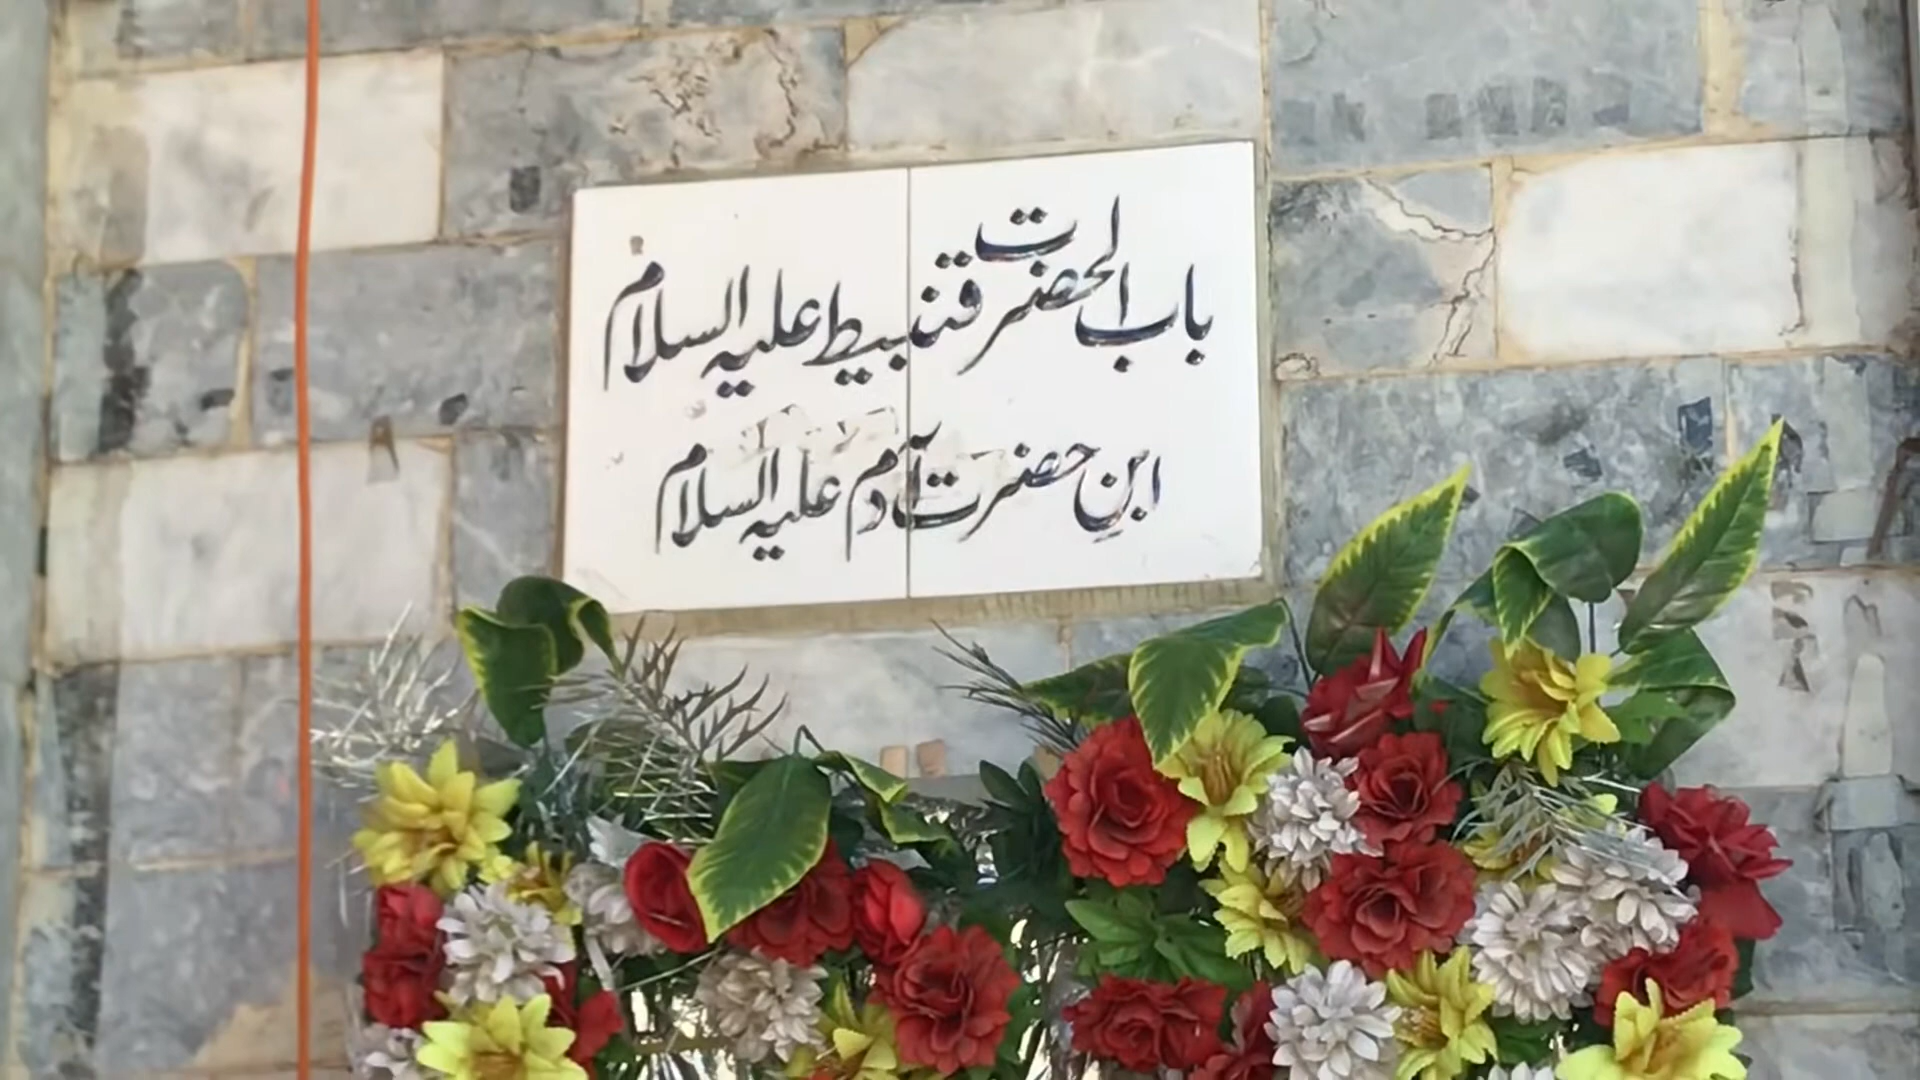 باب الحضرت قنبیط علیہ السلام
ابنِ حضرت آدم علیہ السلام